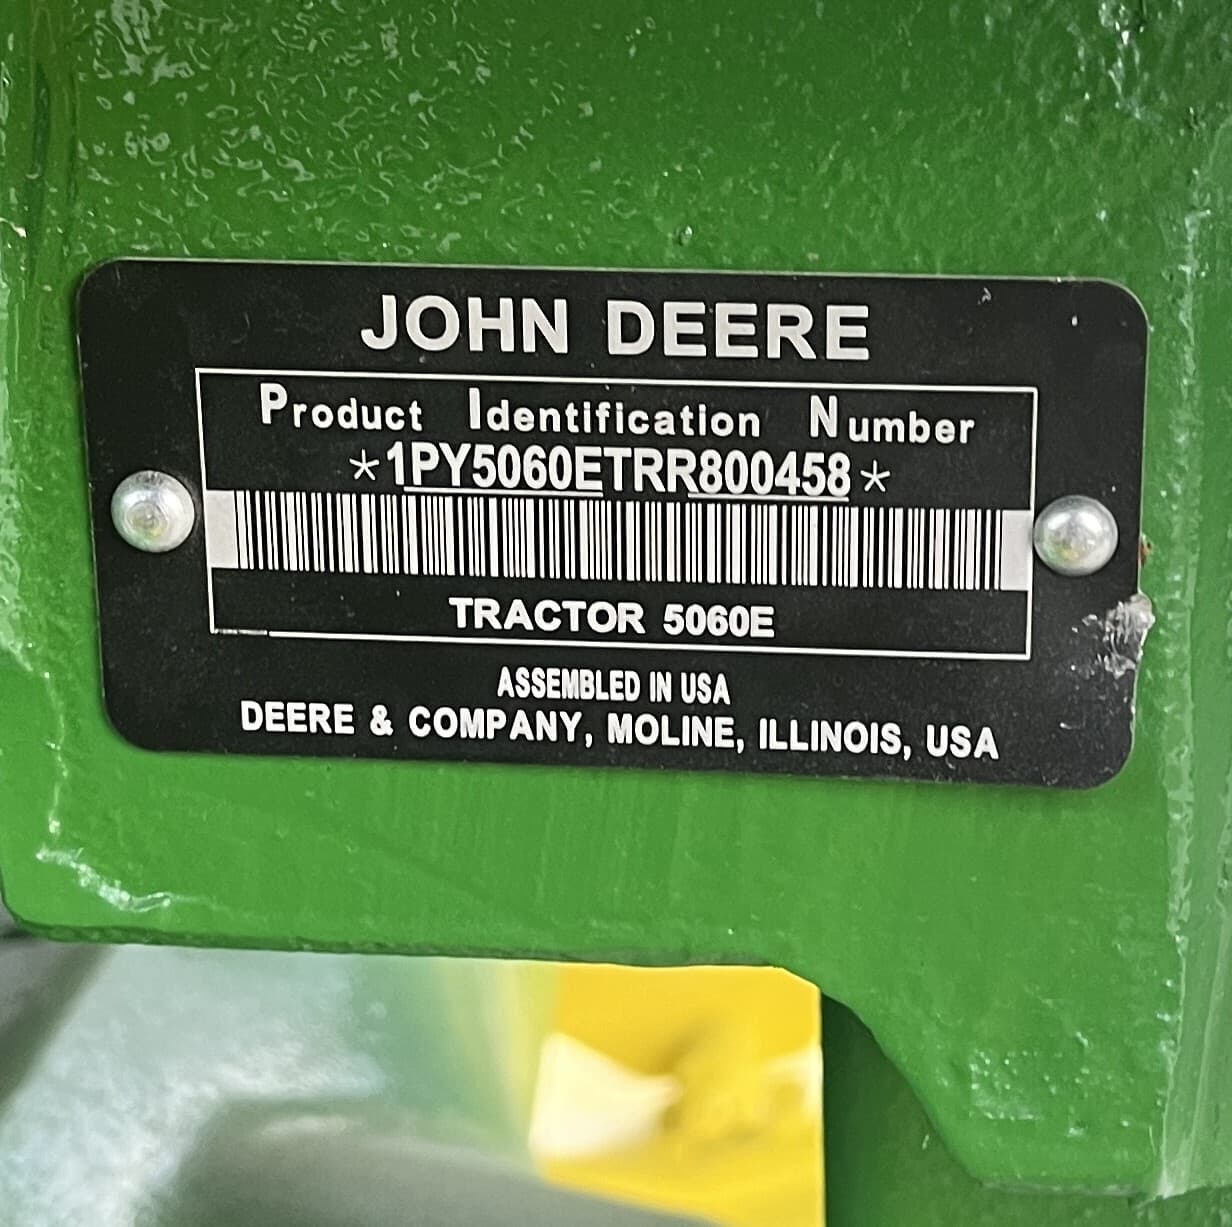 JOHN DEERE
Product Identification Number
*1PY5060ETRR800458*
TRACTOR 5060E
ASSEMBLED IN USA
DEERE & COMPANY, MOLINE, ILLINOIS, USA